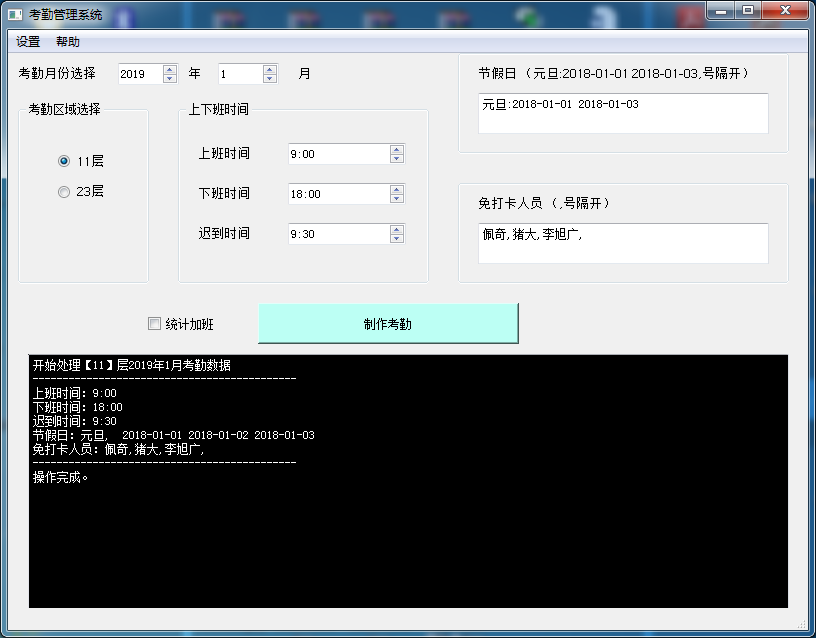 考勤管理系统
设置 帮助
考勤月份选择 2019 年 1 月
节假日（元旦:2018-01-01 2018-01-03,号隔开）
元旦:2018-01-01 2018-01-03
考勤区域选择
11层
23层
上下班时间
上班时间 9:00
下班时间 18:00
迟到时间 9:30
免打卡人员（,号隔开）
佩奇,猪大,李旭广,
统计加班
制作考勤
开始处理【11】层2019年1月考勤数据
--------------------------------------------
上班时间: 9:00
下班时间: 18:00
迟到时间: 9:30
节假日: 元旦, 2018-01-01 2018-01-02 2018-01-03
免打卡人员: 佩奇,猪大,李旭广,
--------------------------------------------
操作完成。